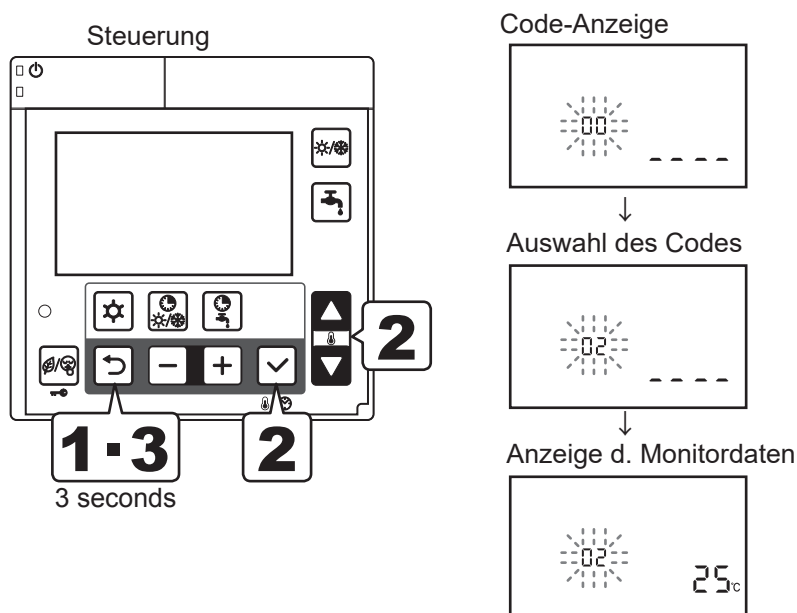 Steuerung
2
1▪3
2
3 seconds
Code-Anzeige
00
_ _ _ _
↓
Auswahl des Codes
02
_ _ _ _
↓
Anzeige d. Monitordaten
02
25℃